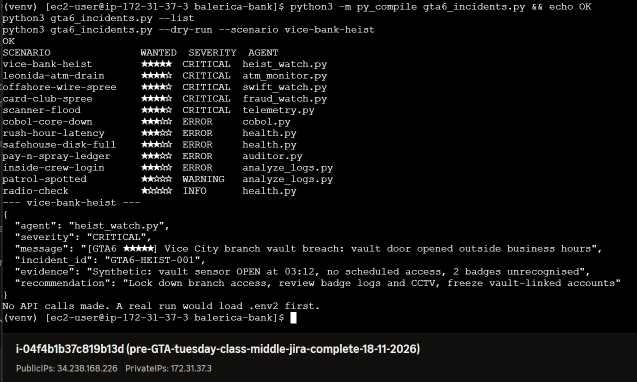 (venv) [ec2-user@ip-172-31-37-3 balerica-bank]$ python3 -m py_compile gta6_incidents.py && echo OK
python3 gta6_incidents.py --list
python3 gta6_incidents.py --dry-run --scenario vice-bank-heist
OK
SCENARIO WANTED SEVERITY AGENT
vice-bank-heist ★★★★★ CRITICAL heist_watch.py
leonida-atm-drain ★★★★☆ CRITICAL atm_monitor.py
offshore-wire-spree ★★★★☆ CRITICAL swift_watch.py
card-club-spree ★★★★☆ CRITICAL fraud_watch.py
scanner-flood ★★★★☆ CRITICAL telemetry.py
cobol-core-down ★★★☆☆ ERROR cobol.py
rush-hour-latency ★★★☆☆ ERROR health.py
safehouse-disk-full ★★★☆☆ ERROR health.py
pay-n-spray-ledger ★★★☆☆ ERROR auditor.py
inside-crew-login ★★★☆☆ ERROR analyze_logs.py
patrol-spotted ★★☆☆☆ WARNING analyze_logs.py
radio-check ★☆☆☆☆ INFO health.py
--- vice-bank-heist ---
{
"agent": "heist_watch.py",
"severity": "CRITICAL",
"message": "[GTA6 ★★★★★] Vice City branch vault breach: vault door opened outside business hours",
"incident_id": "GTA6-HEIST-001",
"evidence": "Synthetic: vault sensor OPEN at 03:12, no scheduled access, 2 badges unrecognised",
"recommendation": "Lock down branch access, review badge logs and CCTV, freeze vault-linked accounts"
}
No API calls made. A real run would load .env2 first.
(venv) [ec2-user@ip-172-31-37-3 balerica-bank]$
i-04f4b1b37c819b13d (pre-GTA-tuesday-class-middle-jira-complete-18-11-2026)
PublicIPs: 34.238.168.226 PrivateIPs: 172.31.37.3